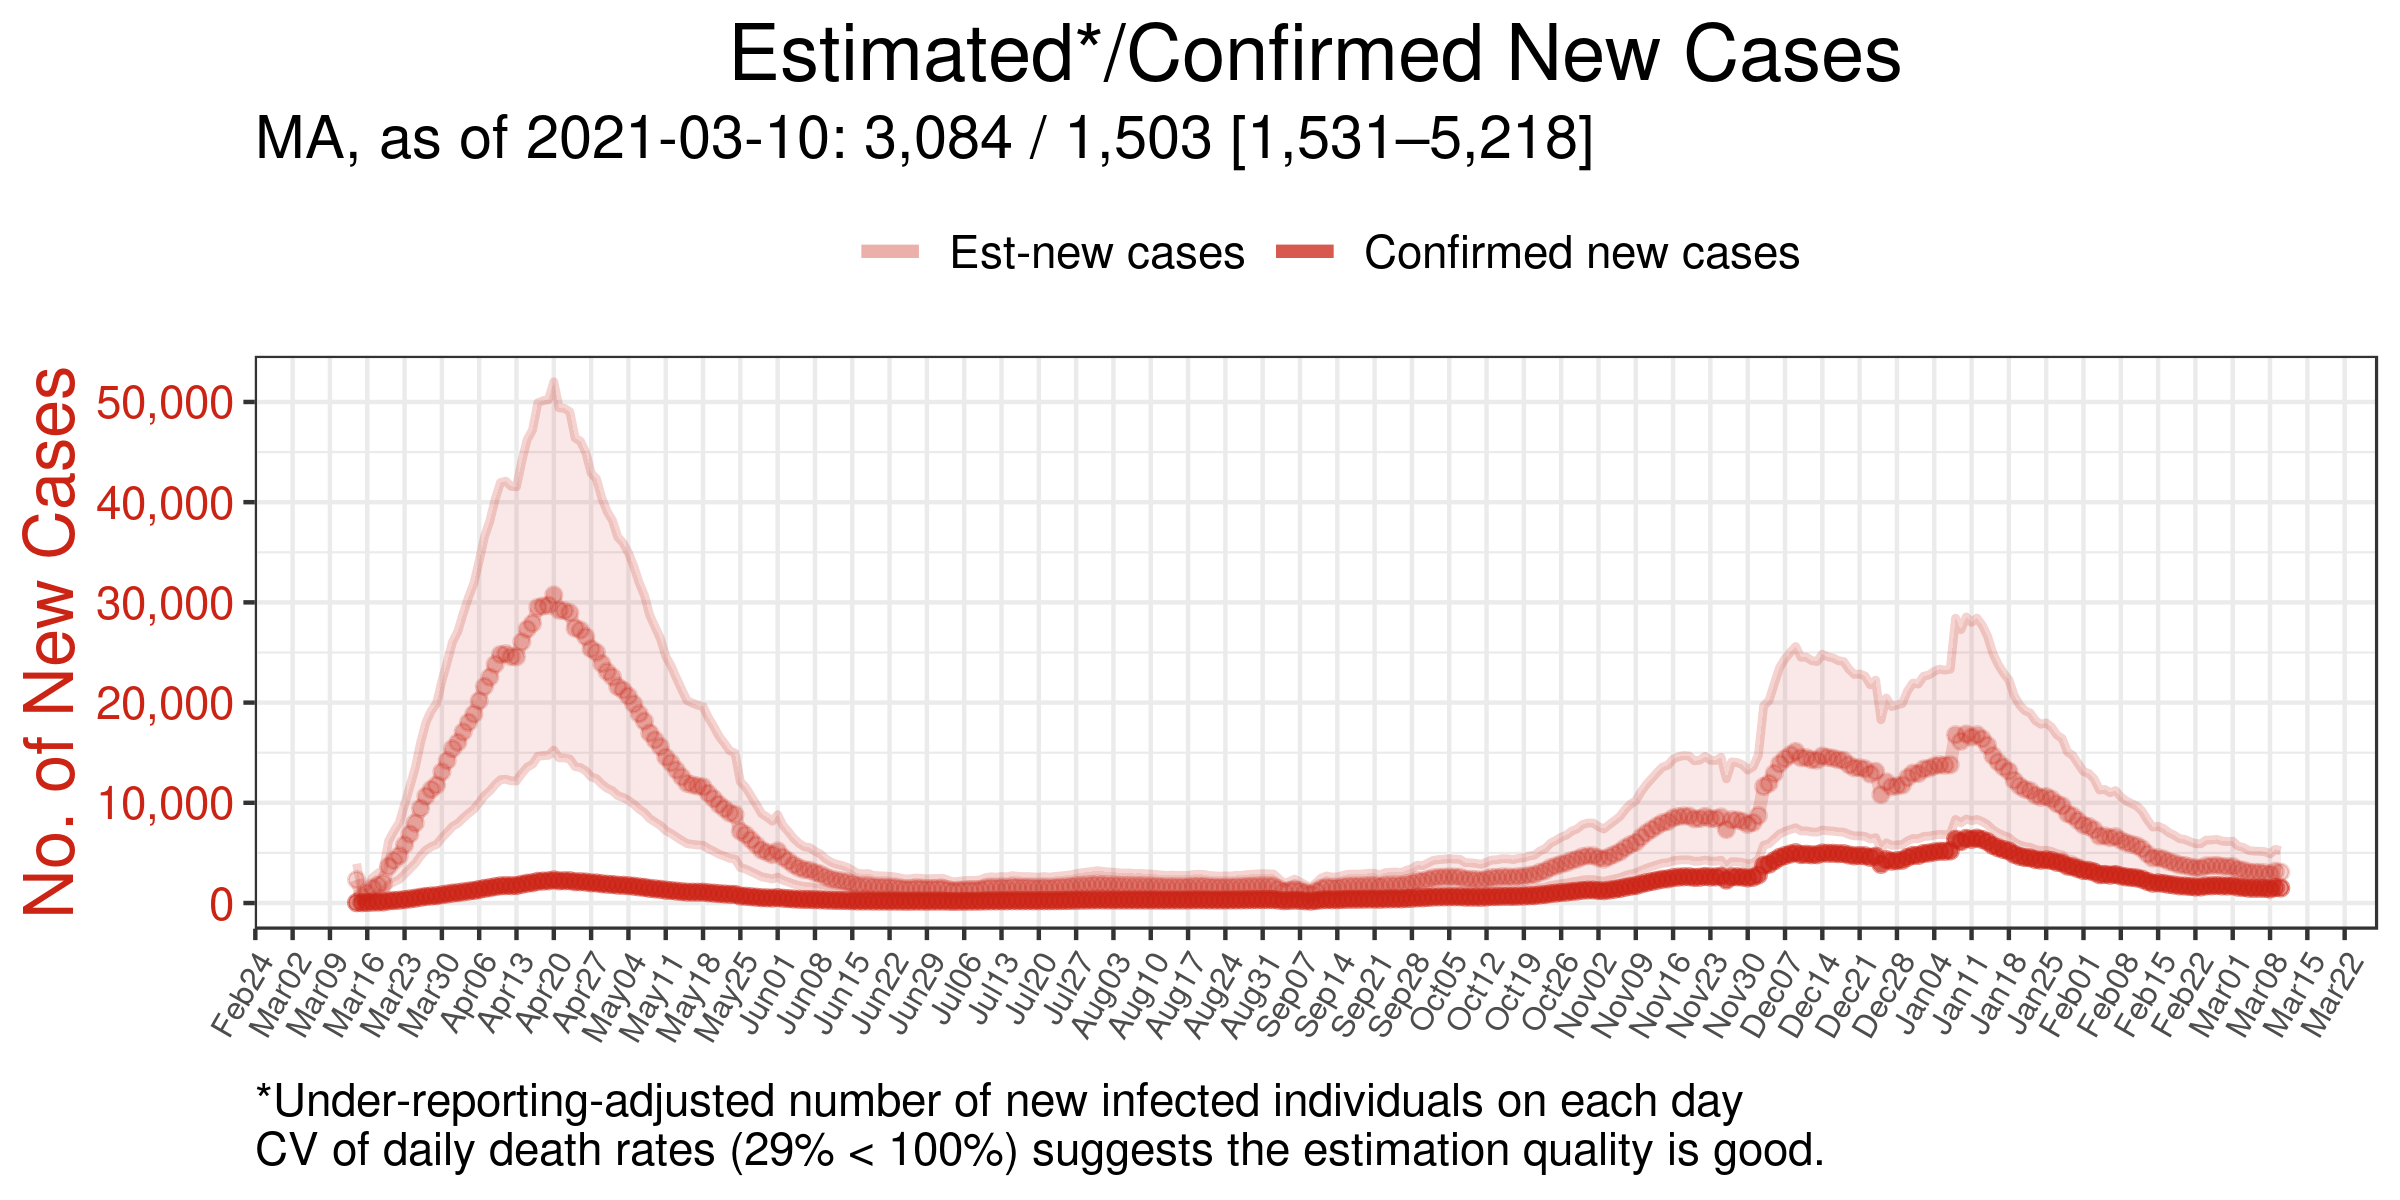 Estimated*/Confirmed New Cases
MA, as of 2021-03-10: 3,084 / 1,503 [1,531–5,218]
Est-new cases Confirmed new cases
No. of New Cases
50,000
40,000
30,000
20,000
10,000
0
Feb24 Mar02 Mar09 Mar16 Mar23 Mar30 Apr06 Apr13 Apr20 Apr27 May04 May11 May18 May25 Jun01 Jun08 Jun15 Jun22 Jun29 Jul06 Jul13 Jul20 Jul27 Aug03 Aug10 Aug17 Aug24 Aug31 Sep07 Sep14 Sep21 Sep28 Oct05 Oct12 Oct19 Oct26 Nov02 Nov09 Nov16 Nov23 Nov30 Dec07 Dec14 Dec21 Dec28 Jan04 Jan11 Jan18 Jan25 Feb01 Feb08 Feb15 Feb22 Mar01 Mar08 Mar15 Mar22
*Under-reporting-adjusted number of new infected individuals on each day
CV of daily death rates (29% < 100%) suggests the estimation quality is good.